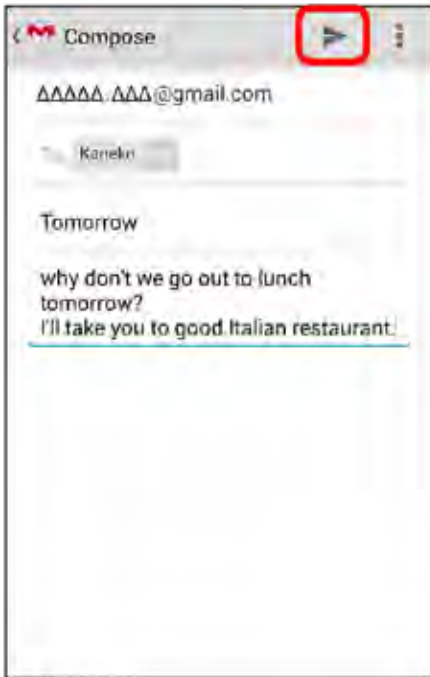 Compose
ΔΔΔΔΔ.ΔΔΔ@gmail.com
To Kaneko
Tomorrow
why don't we go out to lunch
tomorrow?
I'll take you to good Italian restaurant.